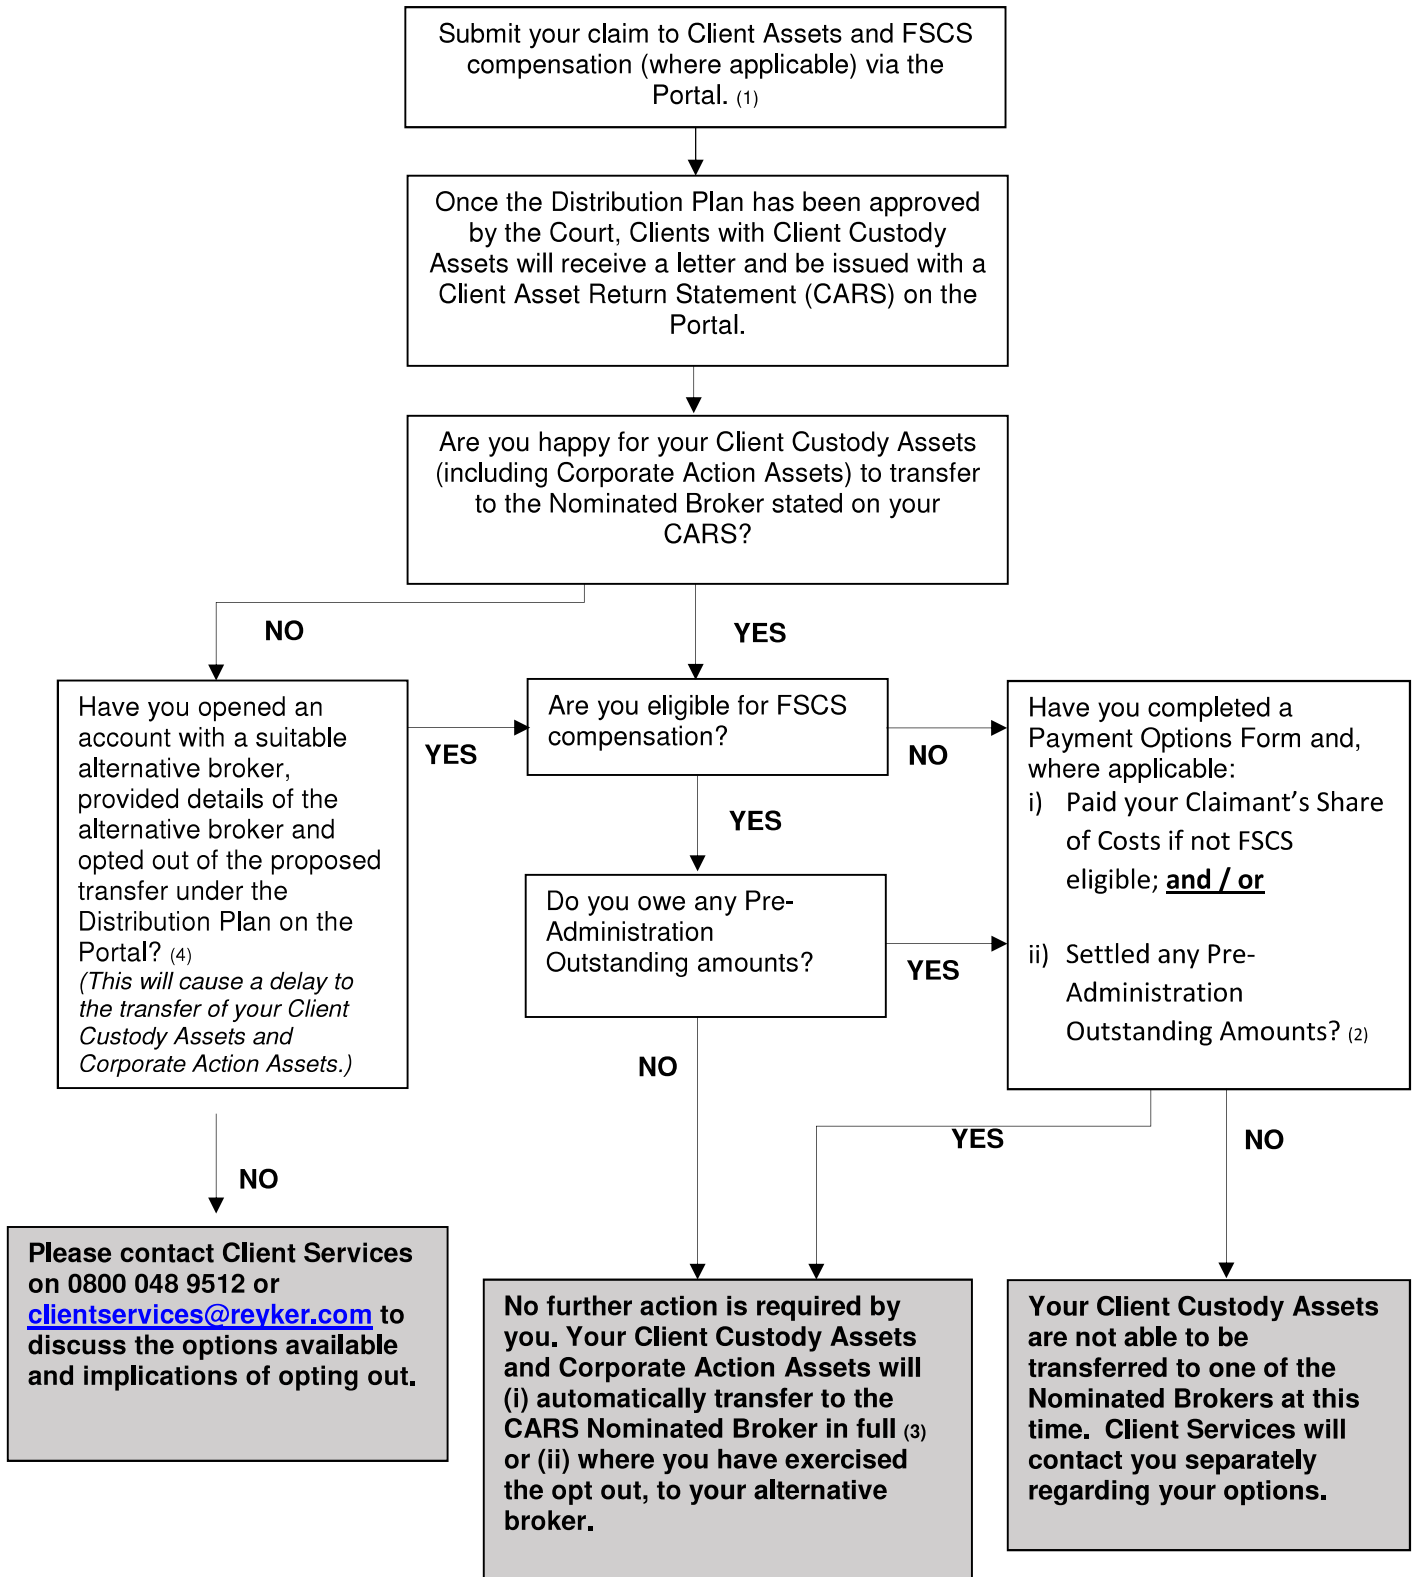 Submit your claim to Client Assets and FSCS
compensation (where applicable) via the
Portal. (1)
Once the Distribution Plan has been approved
by the Court, Clients with Client Custody
Assets will receive a letter and be issued with a
Client Asset Return Statement (CARS) on the
Portal.
Are you happy for your Client Custody Assets
(including Corporate Action Assets) to transfer
to the Nominated Broker stated on your
CARS?
NO
YES
Have you opened an
account with a suitable
alternative broker,
provided details of the
alternative broker and
opted out of the proposed
transfer under the
Distribution Plan on the
Portal? (4)
(This will cause a delay to
the transfer of your Client
Custody Assets and
Corporate Action Assets.)
YES
Are you eligible for FSCS
compensation?
NO
YES
Do you owe any Pre-
Administration
Outstanding amounts?
YES
NO
Have you completed a
Payment Options Form and,
where applicable:
i) Paid your Claimant’s Share
of Costs if not FSCS
eligible; and / or
ii) Settled any Pre-
Administration
Outstanding Amounts? (2)
YES
NO
NO
Please contact Client Services
on 0800 048 9512 or
clientservices@reyker.com to
discuss the options available
and implications of opting out.
No further action is required by
you. Your Client Custody Assets
and Corporate Action Assets will
(i) automatically transfer to the
CARS Nominated Broker in full (3)
or (ii) where you have exercised
the opt out, to your alternative
broker.
Your Client Custody Assets
are not able to be
transferred to one of the
Nominated Brokers at this
time. Client Services will
contact you separately
regarding your options.